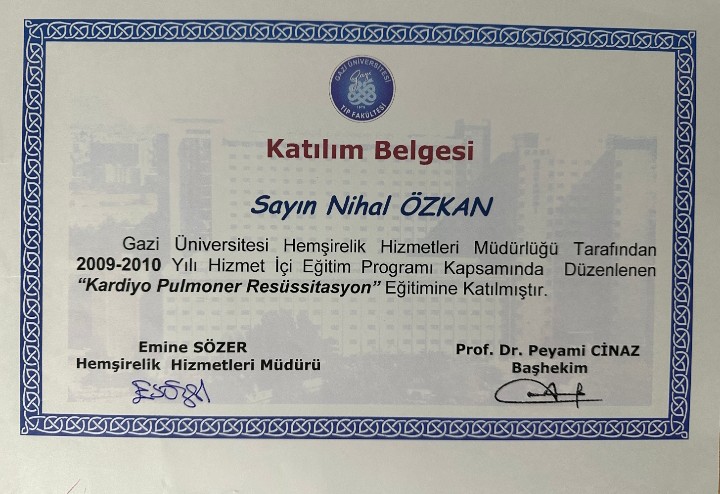 GAZİ ÜNİVERSİTESİ
Gazi
TIP FAKÜLTESİ
Katılım Belgesi
Sayın Nihal ÖZKAN
Gazi Üniversitesi Hemşirelik Hizmetleri Müdürlüğü Tarafından
2009-2010 Yılı Hizmet İçi Eğitim Programı Kapsamında Düzenlenen
“Kardiyo Pulmoner Resüssitasyon” Eğitimine Katılmıştır.
Emine SÖZER
Hemşirelik Hizmetleri Müdürü
Prof. Dr. Peyami CİNAZ
Başhekim